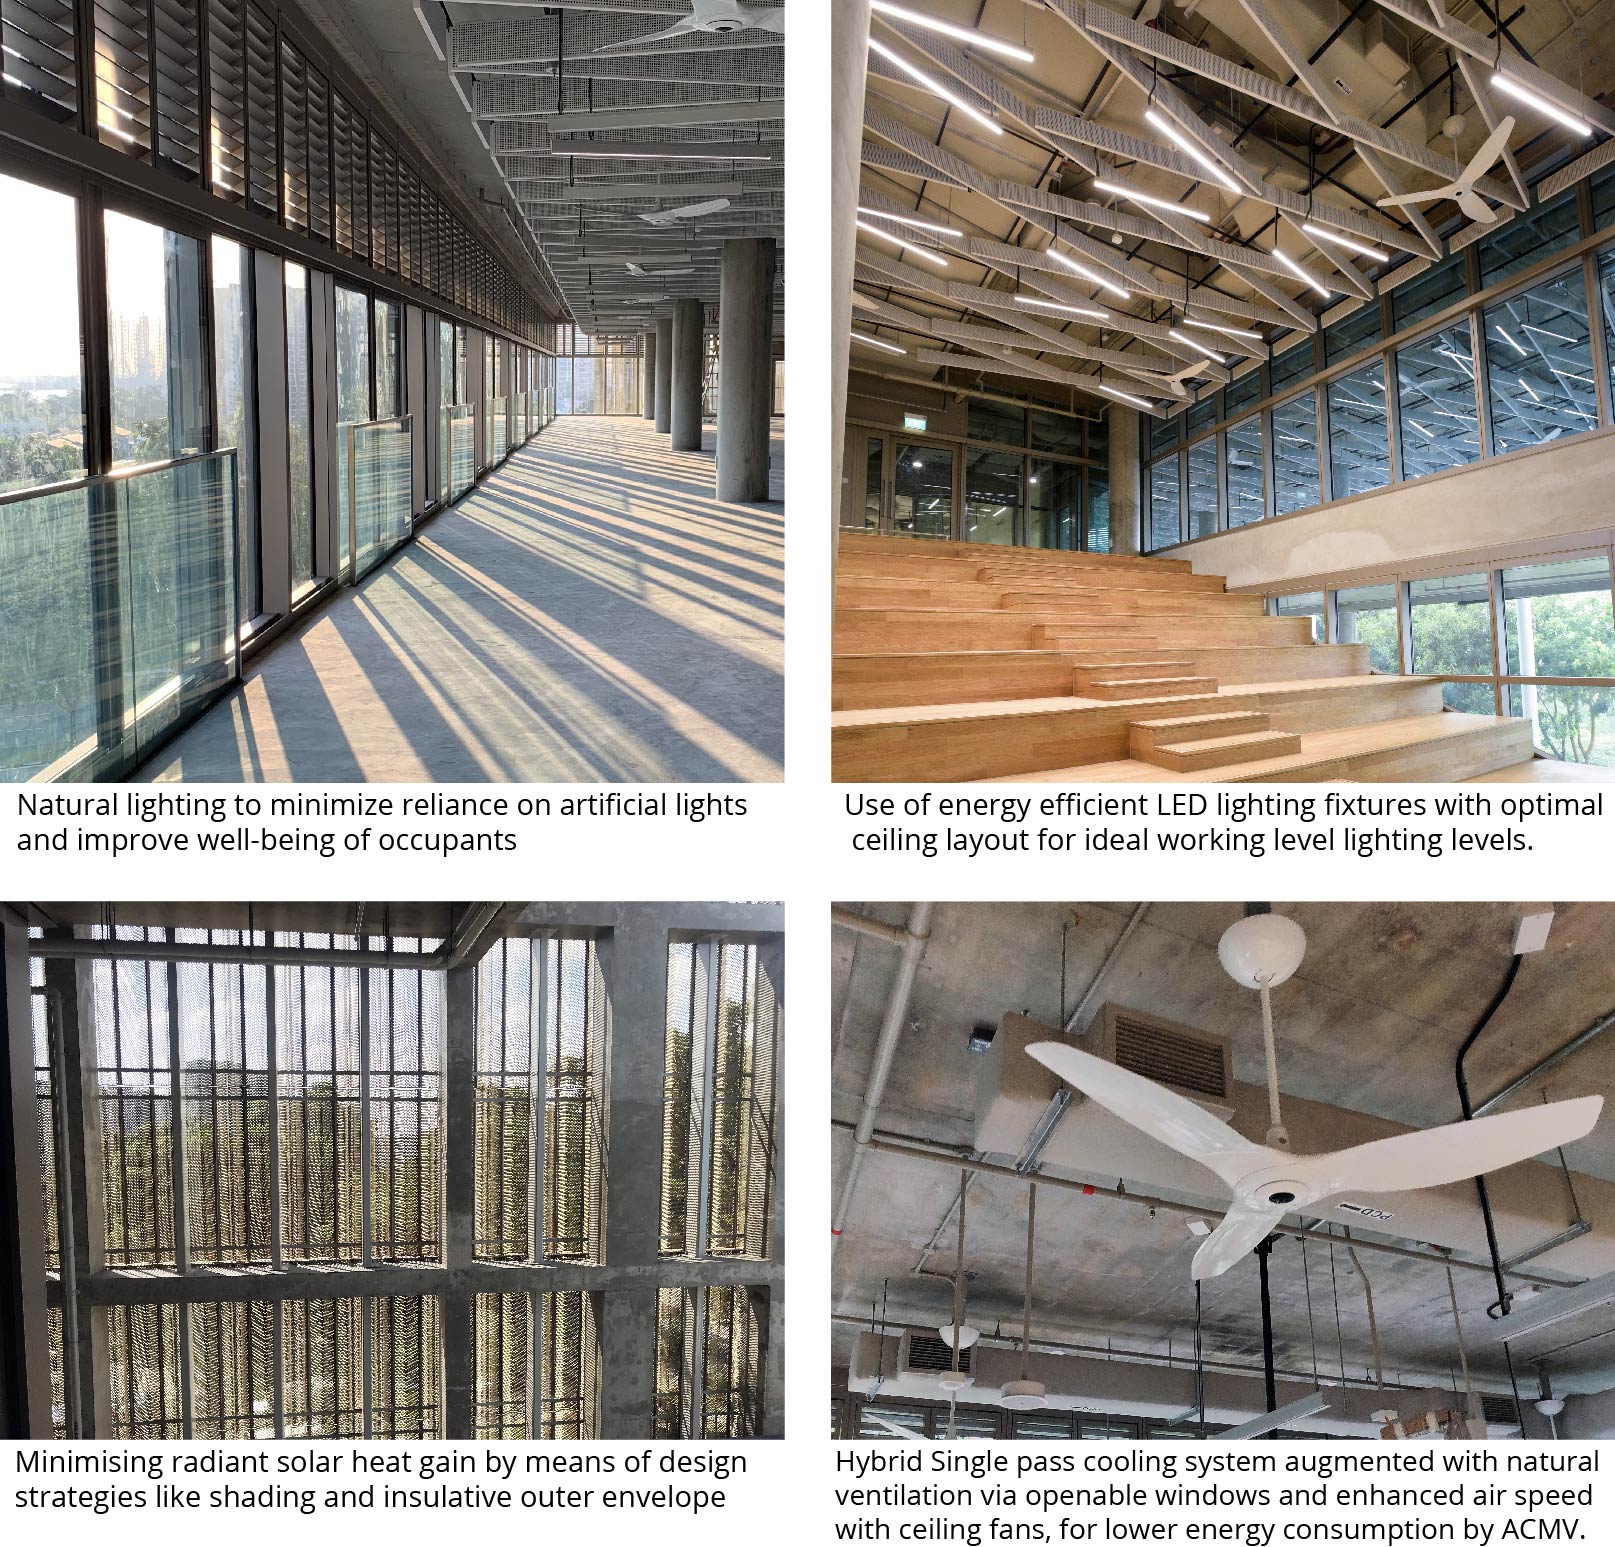 Natural lighting to minimize reliance on artificial lights
and improve well-being of occupants
Use of energy efficient LED lighting fixtures with optimal
ceiling layout for ideal working level lighting levels.
PCD
Minimising radiant solar heat gain by means of design
strategies like shading and insulative outer envelope
Hybrid Single pass cooling system augmented with natural
ventilation via openable windows and enhanced air speed
with ceiling fans, for lower energy consumption by ACMV.